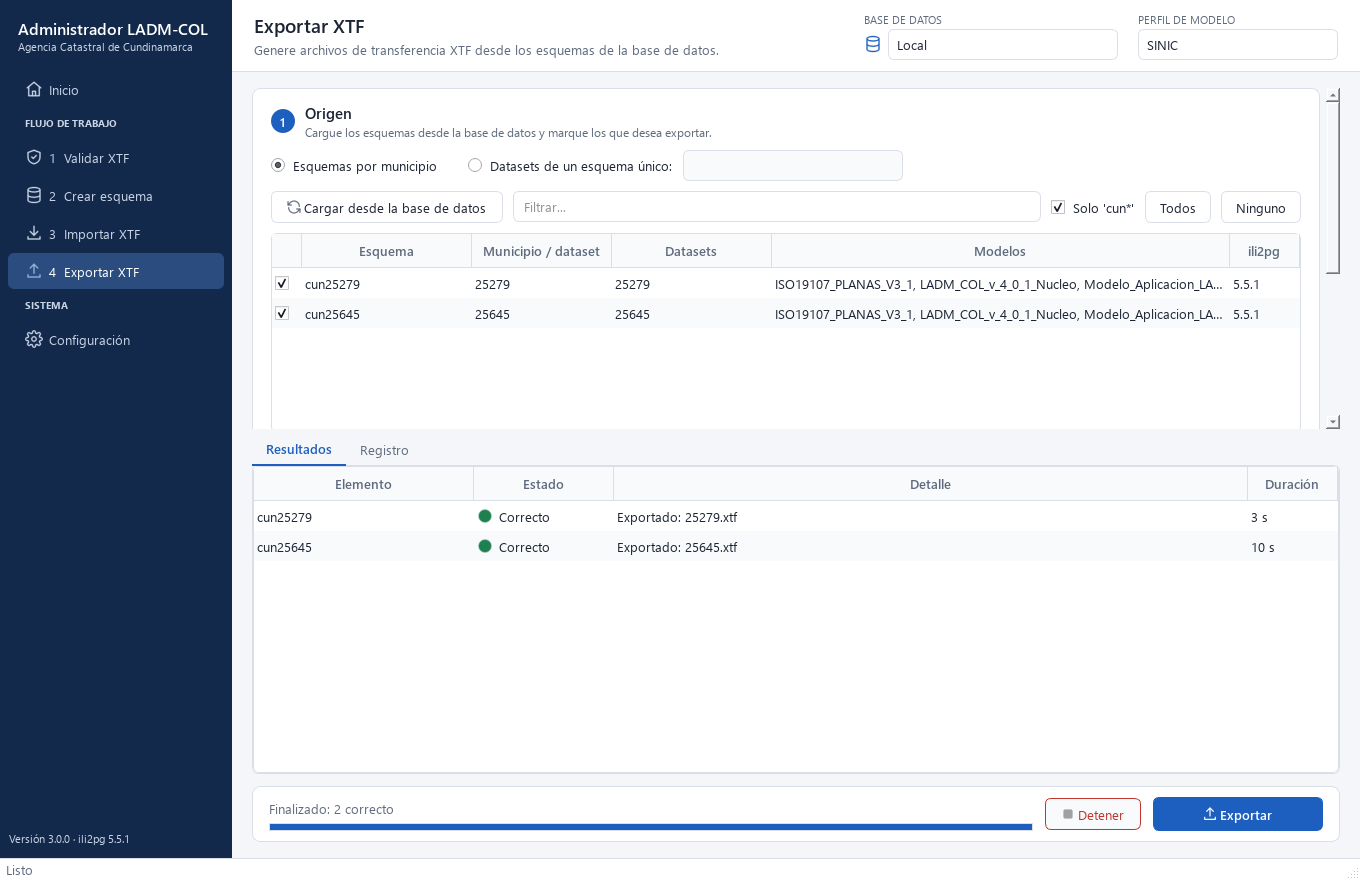 Administrador LADM-COL
Agencia Catastral de Cundinamarca
Inicio
FLUJO DE TRABAJO
1 Validar XTF
2 Crear esquema
3 Importar XTF
4 Exportar XTF
SISTEMA
Configuración
Versión 3.0.0 · ili2pg 5.5.1
Exportar XTF
Genere archivos de transferencia XTF desde los esquemas de la base de datos.
BASE DE DATOS
Local
PERFIL DE MODELO
SINIC
1 Origen
Cargue los esquemas desde la base de datos y marque los que desea exportar.
Esquemas por municipio Datasets de un esquema único:
Cargar desde la base de datos Filtrar... Solo 'cun*' Todos Ninguno
Esquema Municipio / dataset Datasets Modelos ili2pg
cun25279 25279 25279 ISO19107_PLANAS_V3_1, LADM_COL_v_4_0_1_Nucleo, Modelo_Aplicacion_LA... 5.5.1
cun25645 25645 25645 ISO19107_PLANAS_V3_1, LADM_COL_v_4_0_1_Nucleo, Modelo_Aplicacion_LA... 5.5.1
Resultados Registro
Elemento Estado Detalle Duración
cun25279 Correcto Exportado: 25279.xtf 3 s
cun25645 Correcto Exportado: 25645.xtf 10 s
Finalizado: 2 correcto
Detener Exportar
Listo